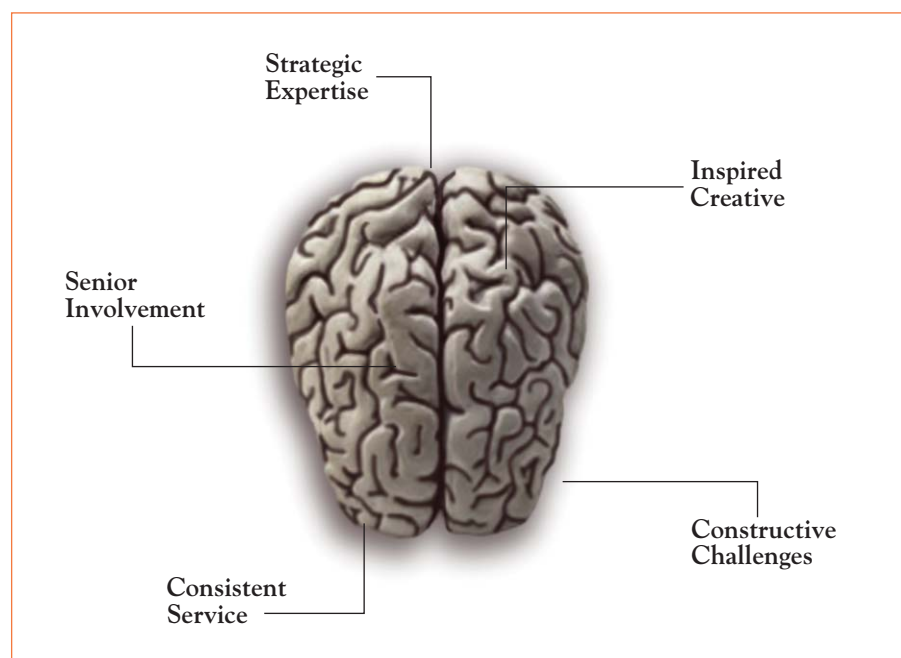 Strategic
Expertise
Inspired
Creative
Senior
Involvement
Constructive
Challenges
Consistent
Service